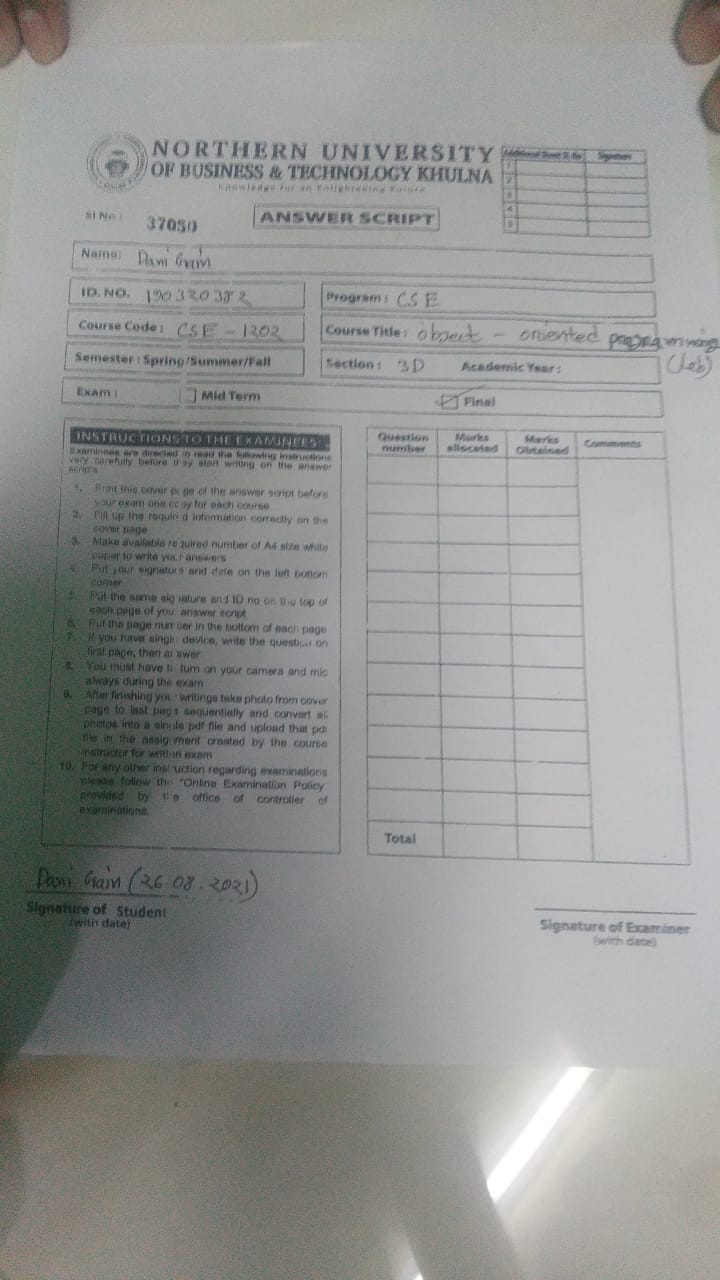 NORTHERN UNIVERSITY
OF BUSINESS & TECHNOLOGY KHULNA
Knowledge for an Enlightening Future
Additional Sheet Sl. No Signature
1
2
3
4
5
Sl No : 37050
ANSWER SCRIPT
Name: Dani Gain
ID. NO. 190320382
Program : CSE
Course Code : CSE - 1202
Course Title : object - oriented programming (Lab)
Semester : Spring/Summer/Fall
Section : 3D Academic Year :
Exam : Mid Term Final
INSTRUCTIONS TO THE EXAMINEES:
Examinees are directed to read the following instructions
very carefully before they start writing on the answer
scripts.
1. Print this cover page of the answer script before
your exam one copy for each course
2. Fill up the required information correctly on the
cover page
3. Make available required number of A4 size white
paper to write your answers
4. Put your signature and date on the left bottom
corner
5. Put the same signature and ID no on the top of
each page of your answer script
6. Put the page number in the bottom of each page
7. If you have single device, write the question on
first page, then answer
8. You must have to turn on your camera and mic
always during the exam
9. After finishing your writings take photo from cover
page to last page sequentially and convert all
photos into a single pdf file and upload that pdf
file in the assignment created by the course
instructor for written exam
10. For any other instruction regarding examinations
please follow the "Online Examination Policy
provided by the office of controller of
examinations.
Question number Marks allocated Marks Obtained Comments
Total
Dani Gain (26.08.2021)
Signature of Student
(with date)
Signature of Examiner
(with date)